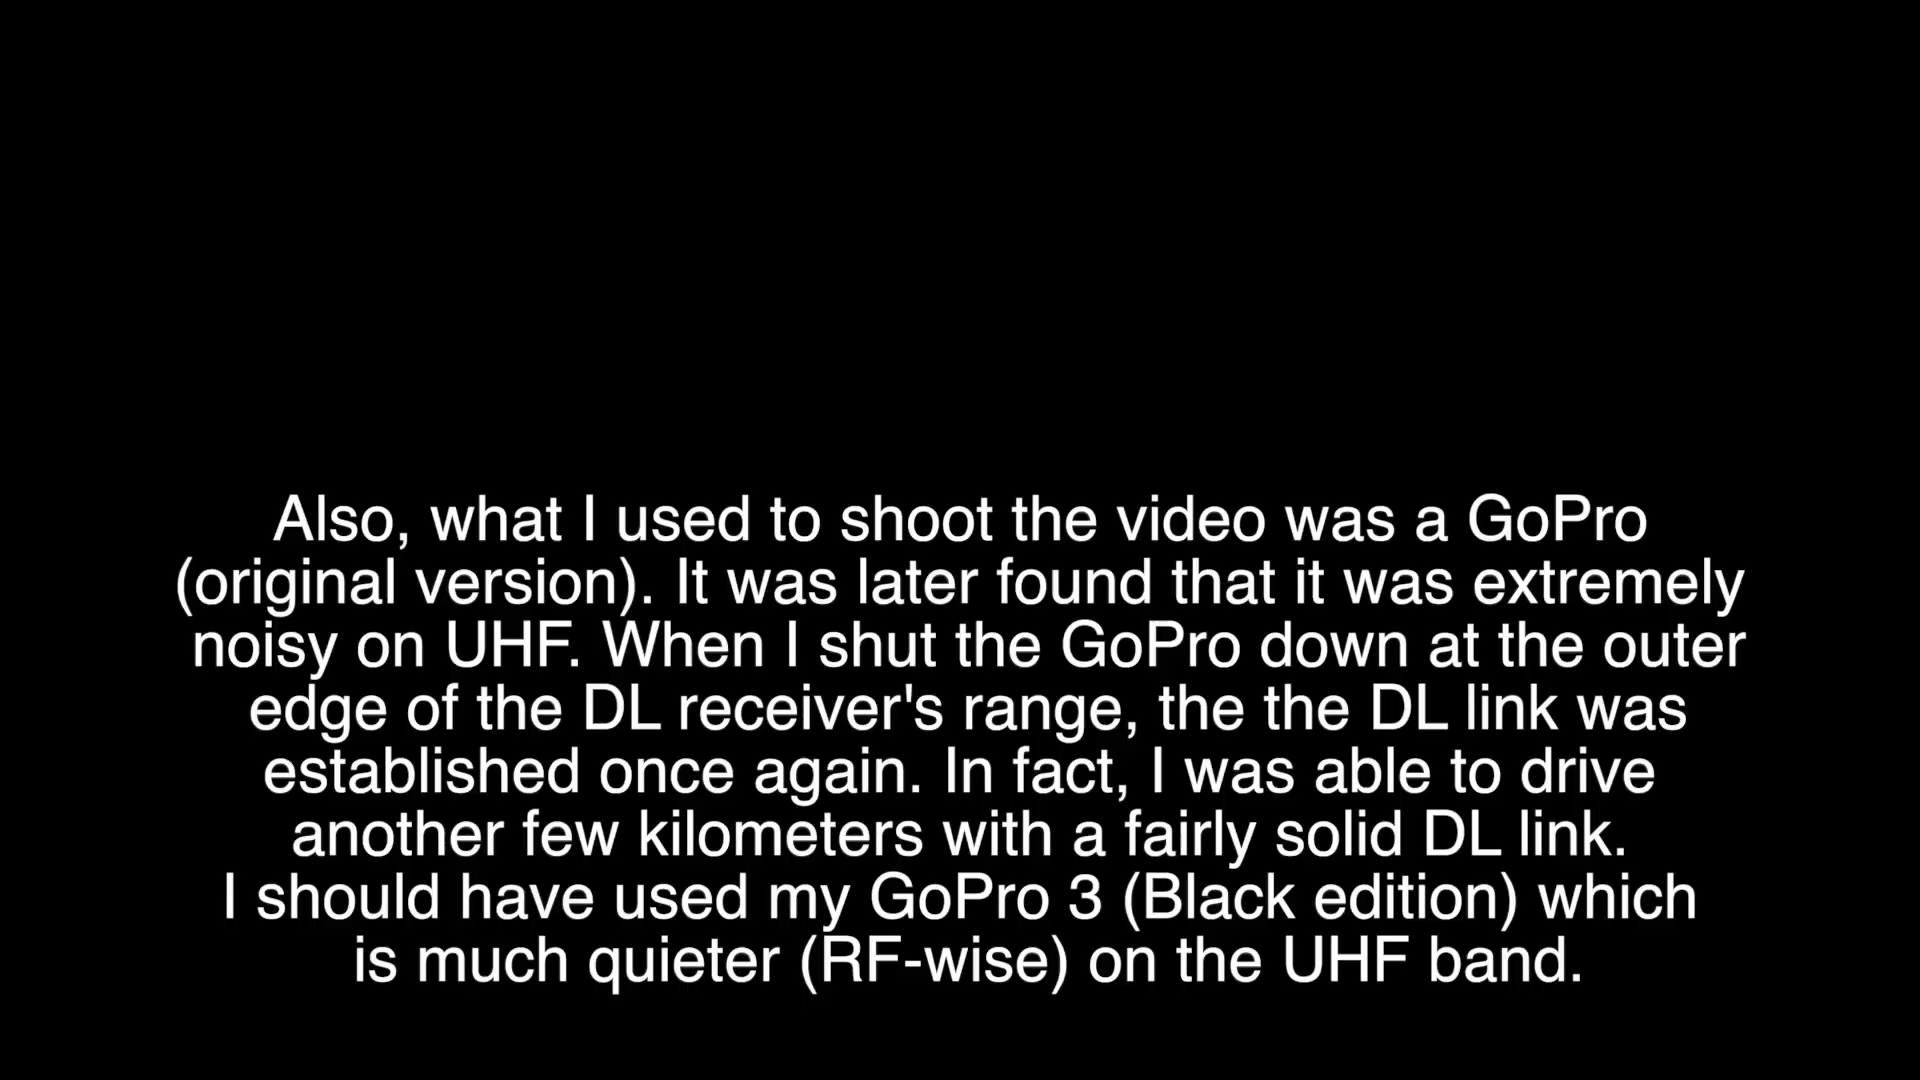 Also, what I used to shoot the video was a GoPro
(original version). It was later found that it was extremely
noisy on UHF. When I shut the GoPro down at the outer
edge of the DL receiver's range, the the DL link was
established once again. In fact, I was able to drive
another few kilometers with a fairly solid DL link.
I should have used my GoPro 3 (Black edition) which
is much quieter (RF-wise) on the UHF band.